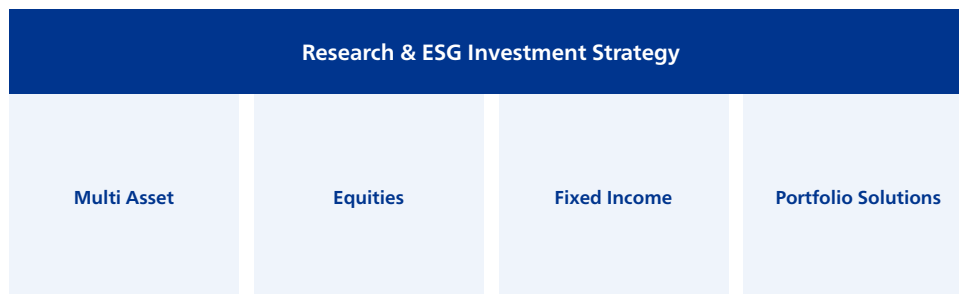 Research & ESG Investment Strategy
Multi Asset
Equities
Fixed Income
Portfolio Solutions